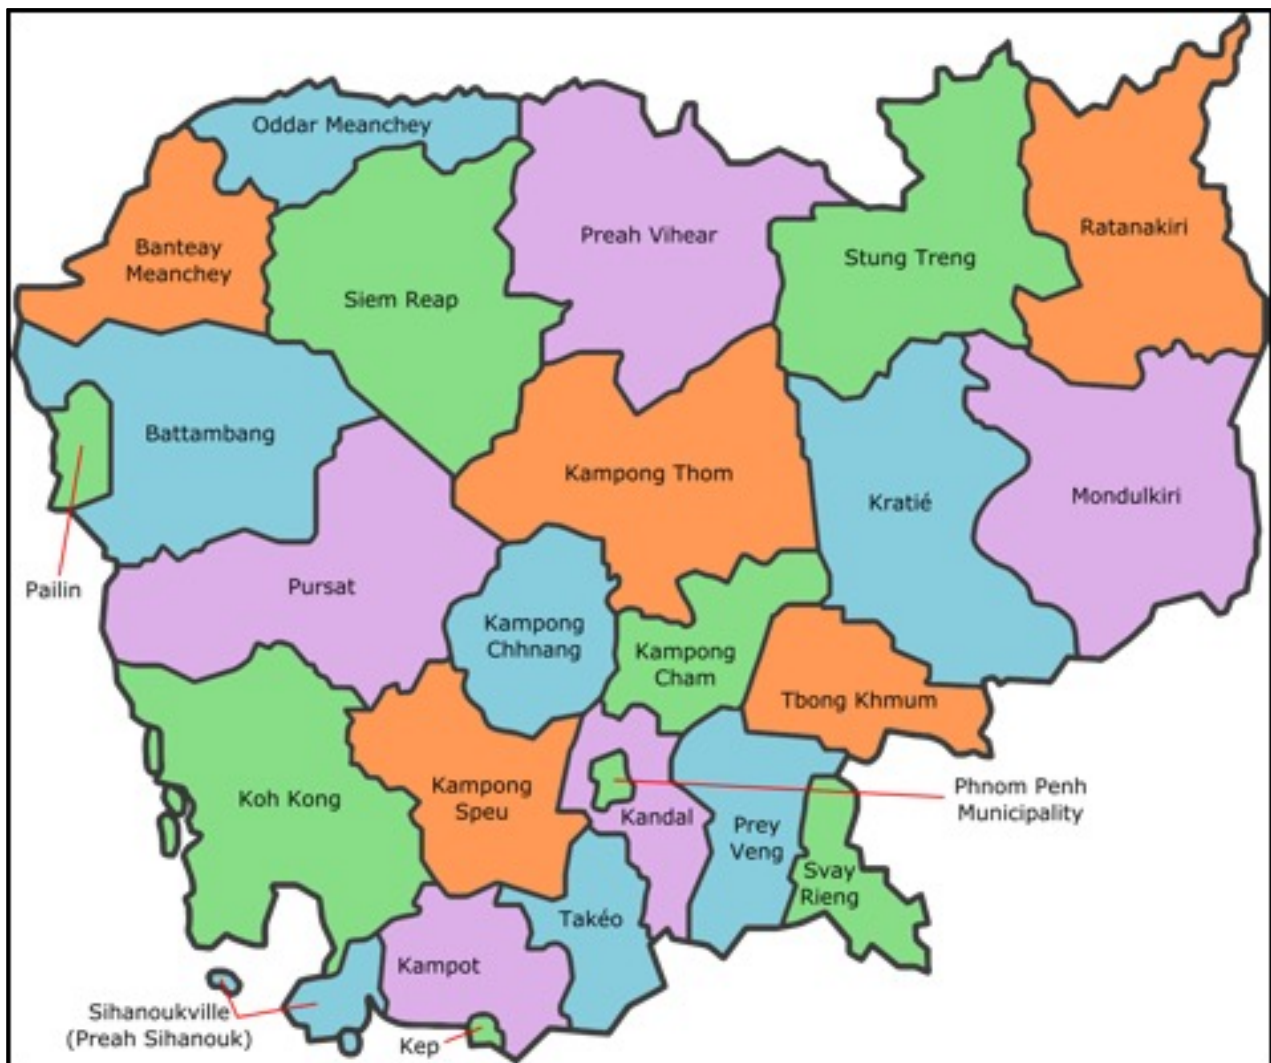 Oddar Meanchey
Preah Vihear
Ratanakiri
Banteay
Meanchey
Stung Treng
Siem Reap
Battambang
Kampong Thom
Kratié
Mondulkiri
Pailin
Pursat
Kampong
Chhnang
Kampong
Cham
Tbong Khmum
Koh Kong
Kampong
Speu
Kandal
Phnom Penh
Municipality
Prey
Veng
Svay
Rieng
Takéo
Kampot
Sihanoukville
(Preah Sihanouk)
Kep